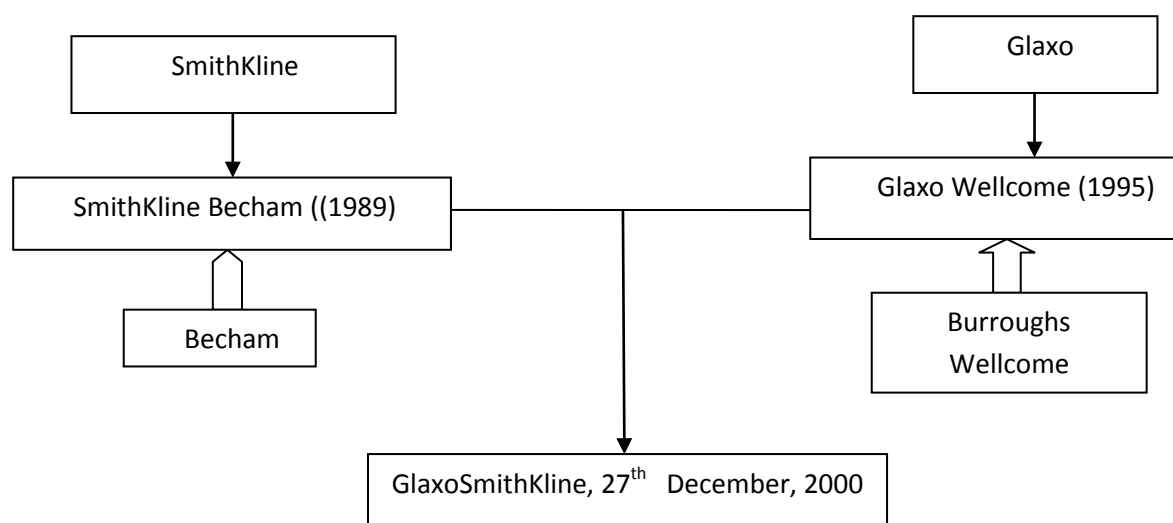 SmithKline
Glaxo
SmithKline Becham ((1989)
Glaxo Wellcome (1995)
Becham
Burroughs
Wellcome
GlaxoSmithKline, 27th December, 2000